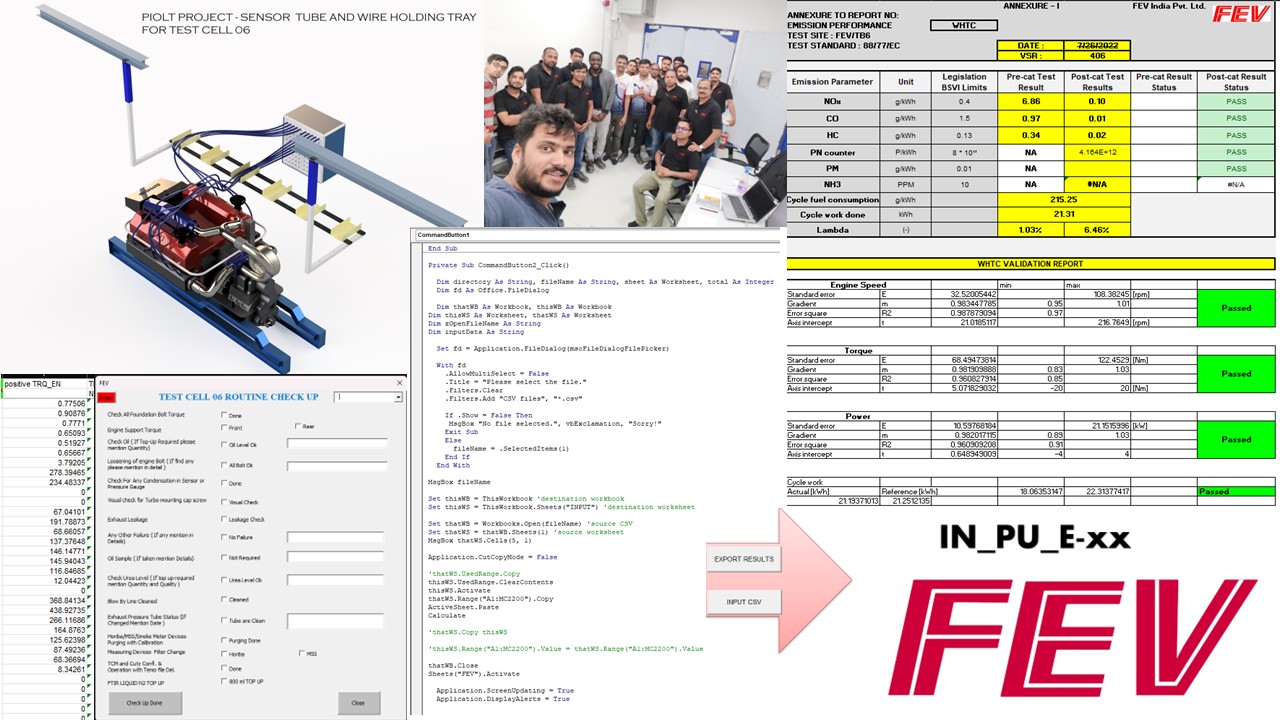 PIOLT PROJECT - SENSOR TUBE AND WIRE HOLDING TRAY
FOR TEST CELL 06
ANNEXURE - I
FEV India Pvt. Ltd.
FEV
ANNEXURE TO REPORT NO:
EMISSION PERFORMANCE
WHTC
TEST SITE : FEV/TB6
TEST STANDARD : 88/77/EC
DATE : 7/26/2022
VSR : 406
Emission Parameter Unit Legislation BSVI Limits Pre-cat Test Result Post-cat Test Results Pre-cat Result Status Post-cat Result Status
NOx g/kWh 0.4 6.86 0.10 PASS
CO g/kWh 1.5 0.97 0.01 PASS
HC g/kWh 0.13 0.34 0.02 PASS
PN counter P/kWh NA 4.164E+12 PASS
PM g/kWh 0.01 NA PASS
NH3 PPM 10 NA #N/A #N/A
Cycle fuel consumption g/kWh 215.25
Cycle work done kWh 21.31
Lambda (-) 1.03% 6.46%
WHTC VALIDATION REPORT
Engine Speed min max
Standard error E 32.52005442 108.38245 [rpm]
Gradient m 0.983447785 0.95 1.01
Error square R2 0.987879094 0.97
Axis intercept t 21.0185117 216.7649 [rpm]
Passed
Torque
Standard error E 68.49473814 122.4529 [Nm]
Gradient m 0.981909888 0.83 1.03
Error square R2 0.960827914 0.85
Axis intercept t 5.071829032 -20 20 [Nm]
Passed
Power
Standard error E 10.59768184 21.1515996 [kW]
Gradient m 0.982017115 0.89 1.03
Error square R2 0.960909208 0.91
Axis intercept t 0.648949009 -4 4
Passed
Cycle work
Actual [kWh] Reference [kWh] 18.06353147 22.31377417 Passed
21.19371013 21.2512135
CommandButton1
End Sub
Private Sub CommandButton2_Click()
Dim directory As String, fileName As String, sheet As Worksheet, total As Integer
Dim fd As Office.FileDialog
Dim thatWB As Workbook, thisWB As Workbook
Dim thisWS As Worksheet, thatWS As Worksheet
Dim zOpenFileName As String
Dim inputData As String
Set fd = Application.FileDialog(msoFileDialogFilePicker)
With fd
.AllowMultiSelect = False
.Title = "Please select the file."
.Filters.Clear
.Filters.Add "CSV files", "*.csv"
If .Show = False Then
MsgBox "No file selected.", vbExclamation, "Sorry!"
Exit Sub
Else
fileName = .SelectedItems(1)
End If
End With
MsgBox fileName
Set thisWB = ThisWorkbook 'destination workbook
Set thisWS = ThisWorkbook.Sheets("INPUT") 'destination worksheet
Set thatWB = Workbooks.Open(fileName) 'source CSV
Set thatWS = thatWB.Sheets(1) 'source worksheet
MsgBox thatWS.Cells(5, 1)
Application.CutCopyMode = False
'thatWS.UsedRange.Copy
thisWS.UsedRange.ClearContents
thisWS.Activate
thatWS.Range("A1:MC2200").Copy
ActiveSheet.Paste
Calculate
'thatWS.Copy thisWS
'thisWS.Range("A1:MC2200").Value = thatWS.Range("A1:MC2200").Value
thatWB.Close
Sheets("FEV").Activate
Application.ScreenUpdating = True
Application.DisplayAlerts = True
positive TRQ_EN
0.77506
0.90876
0.7771
0.65093
0.51927
0.65667
3.79205
278.39465
234.48337
0
0
67.04101
191.78873
68.66057
137.37648
146.14771
145.94043
116.84685
12.04423
0
368.84134
438.92735
266.11686
164.8763
125.62398
87.49236
68.36694
8.34261
0
0
0
0
FEV
TEST CELL 06 ROUTINE CHECK UP
Check All Foundation Bolt Torque Done
Engine Support Torque Front Rear
Check Oil (If Top-Up Required please mention Quantity) Oil Level Ok
Loosening of engine Bolt (If find any please mention in detail) All Bolt Ok
Check For Any Condensation in Sensor or Pressure Gauge Done
Visual check for Turbo mounting cap screw Visual Check
Exhaust Leakage Leakage Check
Any Other Failure (If any mention in Details) No Failure
Oil Sample (If taken mention Details) Not Required
Check Urea Level (If top up required mention Quantity and Quality) Urea Level Ok
Blow By Line Cleaned Cleaned
Exhaust Pressure Tube Status (If Changed Mention Date) Tube are Clean
Horiba/MSS/Smoke Meter Devices Purging with Calibration Purging Done
Measuring Devices Filter Change Horiba MSS
TCM and Cuty Confi. & Operation with Teno file Del. Done
FTIR LIQUID N2 TOP UP 800 ml TOP UP
Check Up Done
Close
EXPORT RESULTS
INPUT CSV
IN_PU_E-xx
FEV